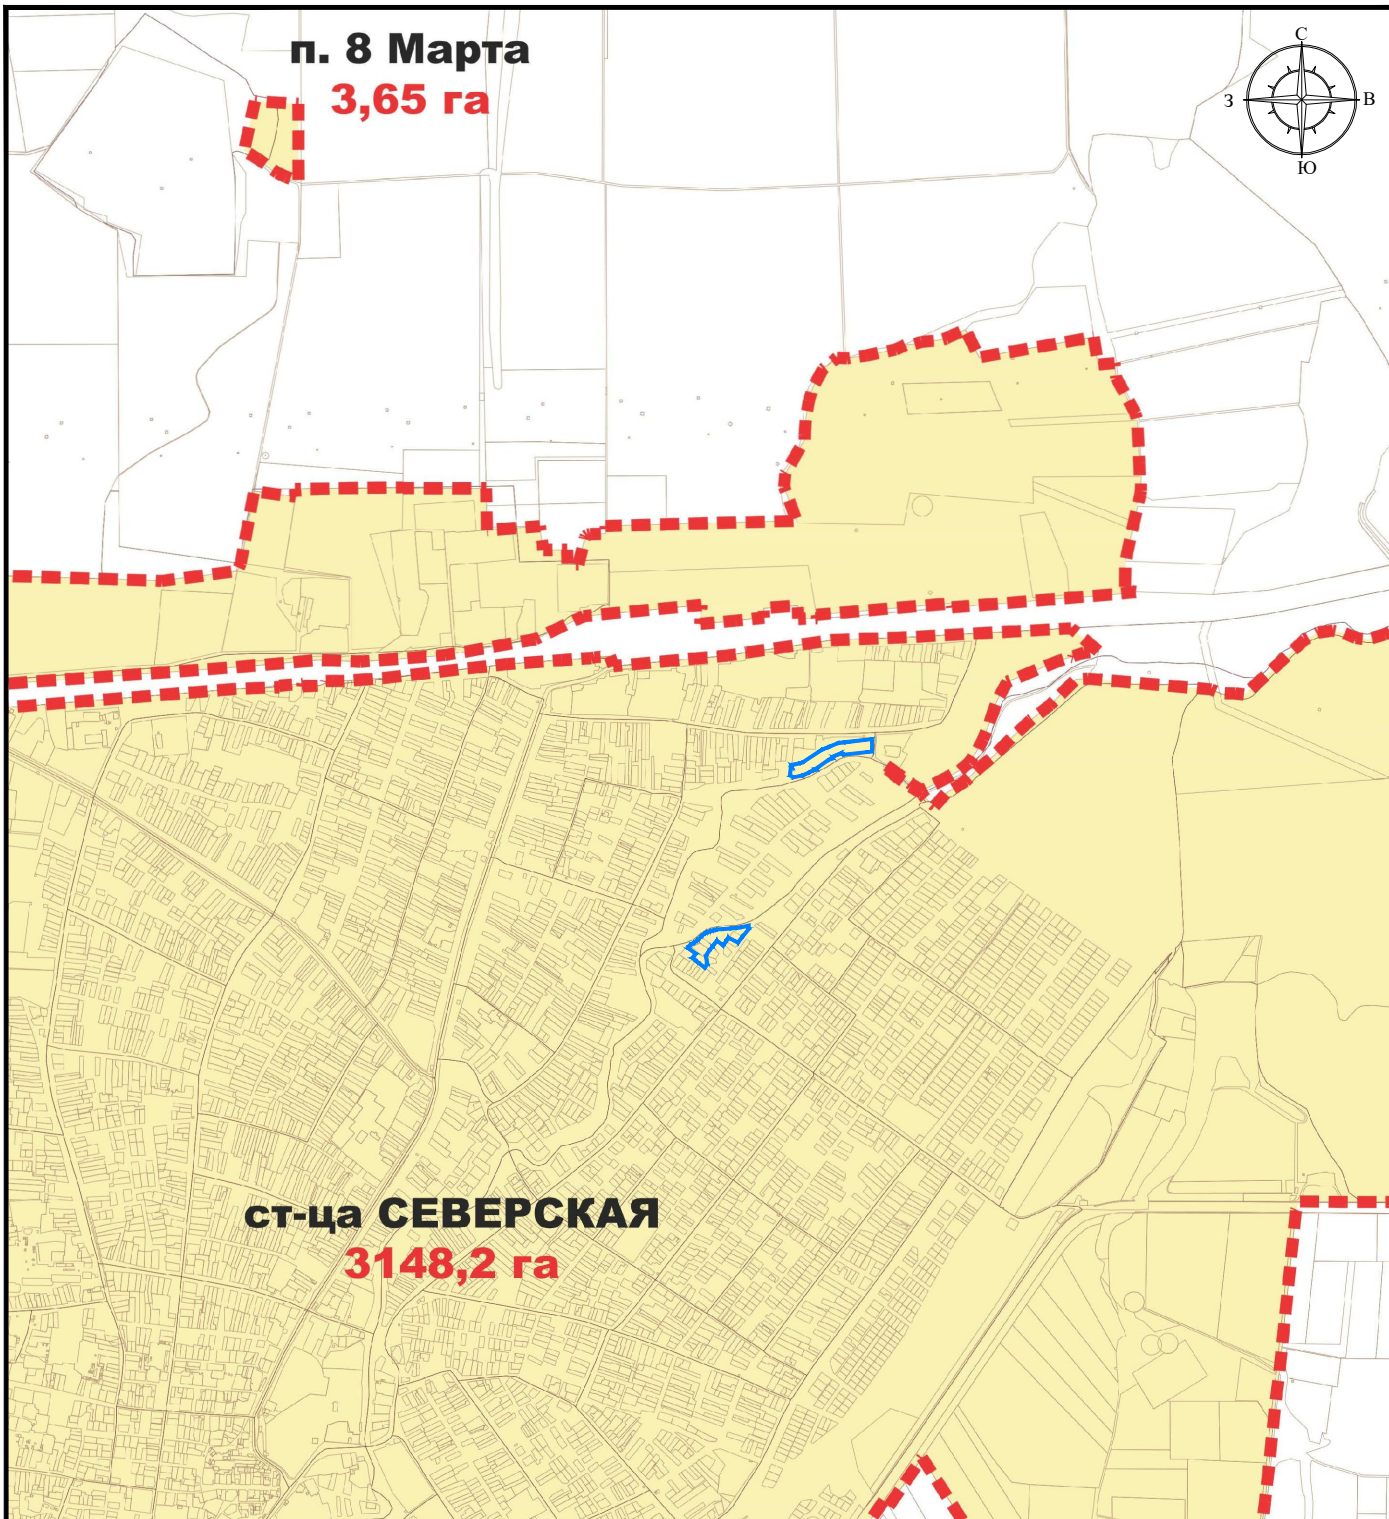 п. 8 Марта
3,65 га
С
З
В
Ю
ст-ца СЕВЕРСКАЯ
3148,2 га